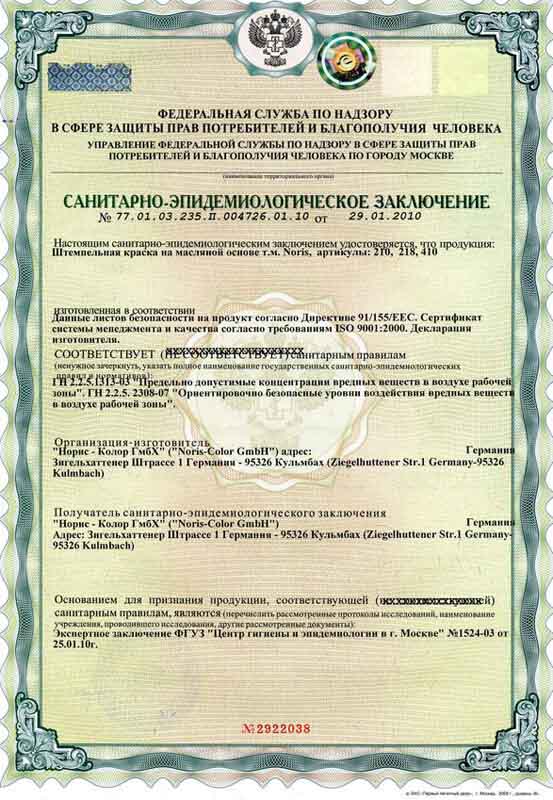 ФЕДЕРАЛЬНАЯ СЛУЖБА ПО НАДЗОРУ
В СФЕРЕ ЗАЩИТЫ ПРАВ ПОТРЕБИТЕЛЕЙ И БЛАГОПОЛУЧИЯ ЧЕЛОВЕКА
УПРАВЛЕНИЕ ФЕДЕРАЛЬНОЙ СЛУЖБЫ ПО НАДЗОРУ В СФЕРЕ ЗАЩИТЫ ПРАВ
ПОТРЕБИТЕЛЕЙ И БЛАГОПОЛУЧИЯ ЧЕЛОВЕКА ПО ГОРОДУ МОСКВЕ
(наименование территориального органа)
САНИТАРНО-ЭПИДЕМИОЛОГИЧЕСКОЕ ЗАКЛЮЧЕНИЕ
№ 77.01.03.235.П.004726.01.10 от 29.01.2010
Настоящим санитарно-эпидемиологическим заключением удостоверяется, что продукция:
Штемпельная краска на масляной основе т.м. Noris, артикулы: 210, 218, 410
изготовленная в соответствии
Данные листов безопасности на продукт согласно Директиве 91/155/EEC. Сертификат
системы менеджмента и качества согласно требованиям ISO 9001:2000. Декларация
изготовителя.
СООТВЕТСТВУЕТ (НЕ СООТВЕТСТВУЕТ) санитарным правилам
(ненужное зачеркнуть, указать полное наименование государственных санитарно-эпидемиологических
правил и нормативов):
ГН 2.2.5.1313-03 "Предельно допустимые концентрации вредных веществ в воздухе рабочей
зоны". ГН 2.2.5. 2308-07 "Ориентировочно безопасные уровни воздействия вредных веществ
в воздухе рабочей зоны".
Организация-изготовитель
"Норис - Колор ГмбХ" ("Noris-Color GmbH") адрес: Германия
Зигельхаттенер Штрассе 1 Германия - 95326 Кульмбах (Ziegelhuttener Str.1 Germany-95326
Kulmbach)
Получатель санитарно-эпидемиологического заключения
"Норис - Колор ГмбХ" ("Noris-Color GmbH") Германия
Адрес: Зигельхаттенер Штрассе 1 Германия - 95326 Кульмбах (Ziegelhuttener Str.1 Germany-
95326 Kulmbach)
Основанием для признания продукции, соответствующей
санитарным правилам, являются (перечислить рассмотренные протоколы исследований, наименование
учреждения, проводившего исследования, другие рассмотренные документы):
Экспертное заключение ФГУЗ "Центр гигиены и эпидемиологии в г. Москве" №1524-03 от
25.01.10г.
№2922038